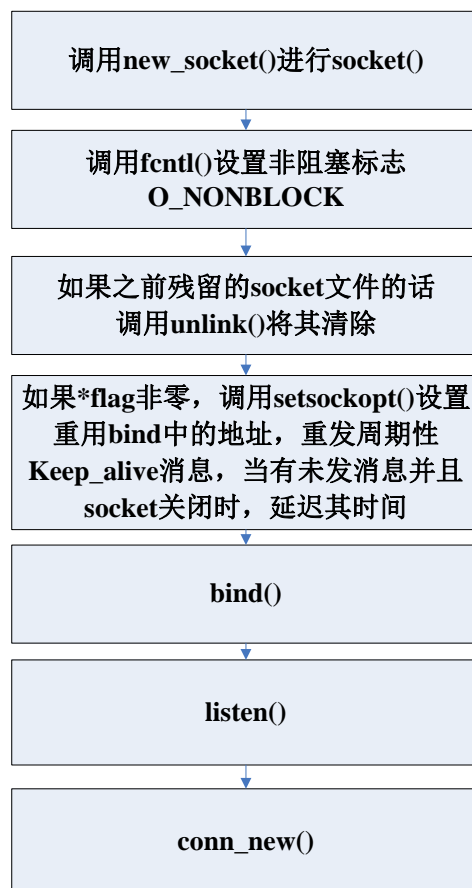 调用new_socket()进行socket()
调用fcntl()设置非阻塞标志
O_NONBLOCK
如果之前残留的socket文件的话
调用unlink()将其清除
如果*flag非零，调用setsockopt()设置
重用bind中的地址，重发周期性
Keep_alive消息，当有未发消息并且
socket关闭时，延迟其时间
bind()
listen()
conn_new()